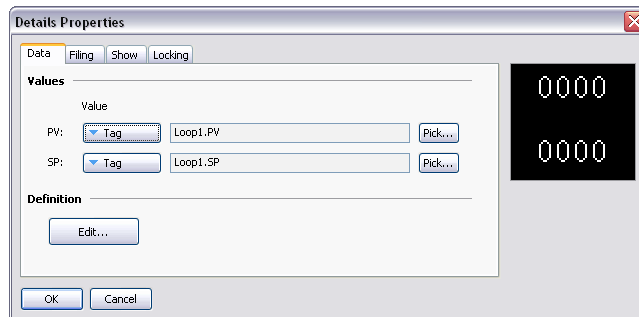 Details Properties
Data Filing Show Locking
Values
Value
PV: Tag Loop1.PV Pick...
SP: Tag Loop1.SP Pick...
Definition
Edit...
OK Cancel
0000
0000